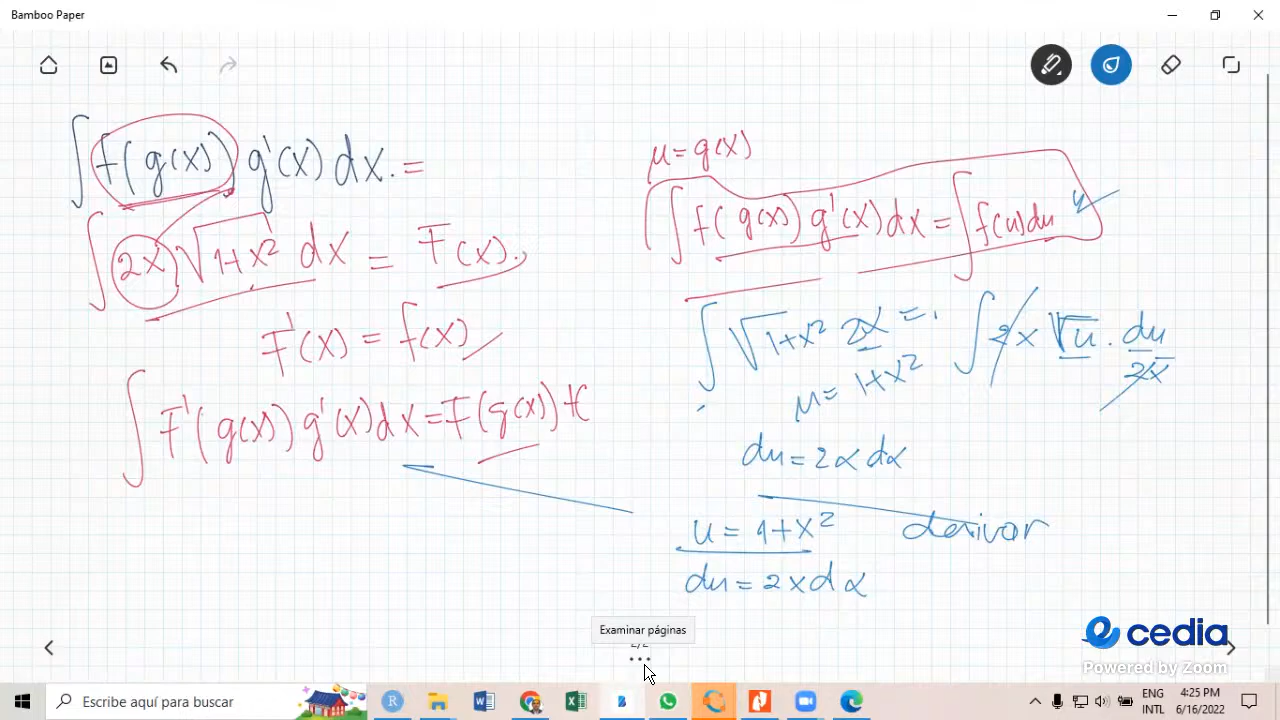 Bamboo Paper
∫ f(g(x)) g'(x) dx. =
∫ 2x √1+x² dx = F(x).
F'(x) = f(x)
∫ F'(g(x)) g'(x) dx = F(g(x)) + C
μ = g(x)
∫ f(g(x)) g'(x) dx = ∫ f(u) du
∫ √1+x² 2x = ∫ 2x √u . du/2x
μ = 1+x²
du = 2x dx
u = 1+x² derivar
du = 2x dx
Examinar páginas
2/2
cedia
Powered by Zoom
Escribe aquí para buscar
ENG
INTL
4:25 PM
6/16/2022